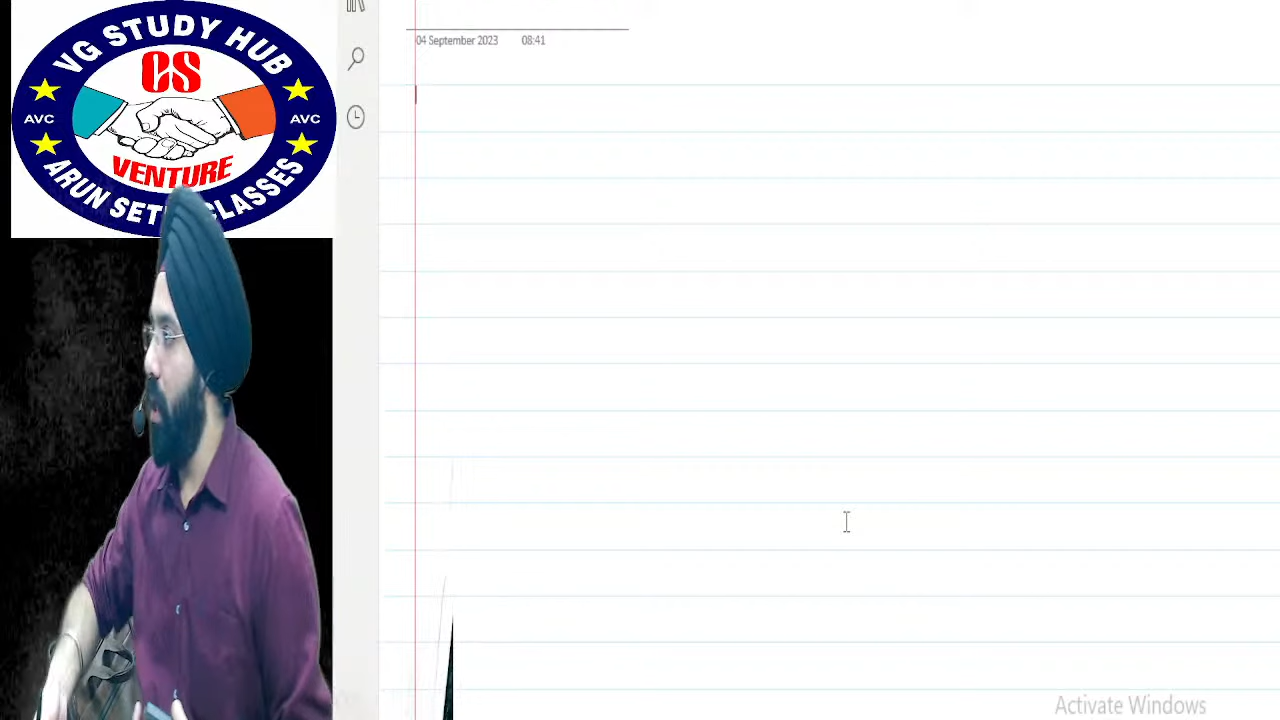 VG STUDY HUB
CS
AVC
AVC
VENTURE
ARUN SET CLASSES
04 September 2023 08:41
Activate Windows